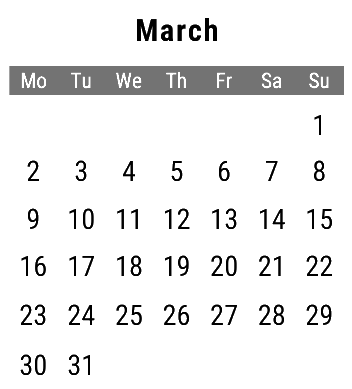 March
Mo Tu We Th Fr Sa Su
1
2 3 4 5 6 7 8
9 10 11 12 13 14 15
16 17 18 19 20 21 22
23 24 25 26 27 28 29
30 31